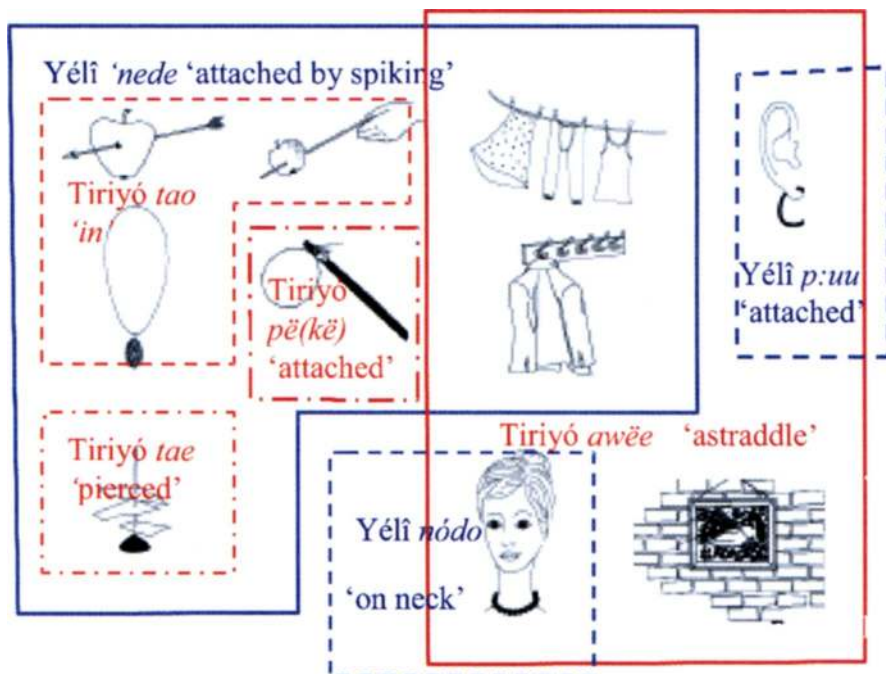 Yélî ‘nede ‘attached by spiking’
Tiriyó tao
‘in’
Tiriyó
pë(kë)
‘attached’
Yélî p:uu
‘attached’
Tiriyó tae
‘pierced’
Tiriyó awëe ‘astraddle’
Yélî nódo
‘on neck’